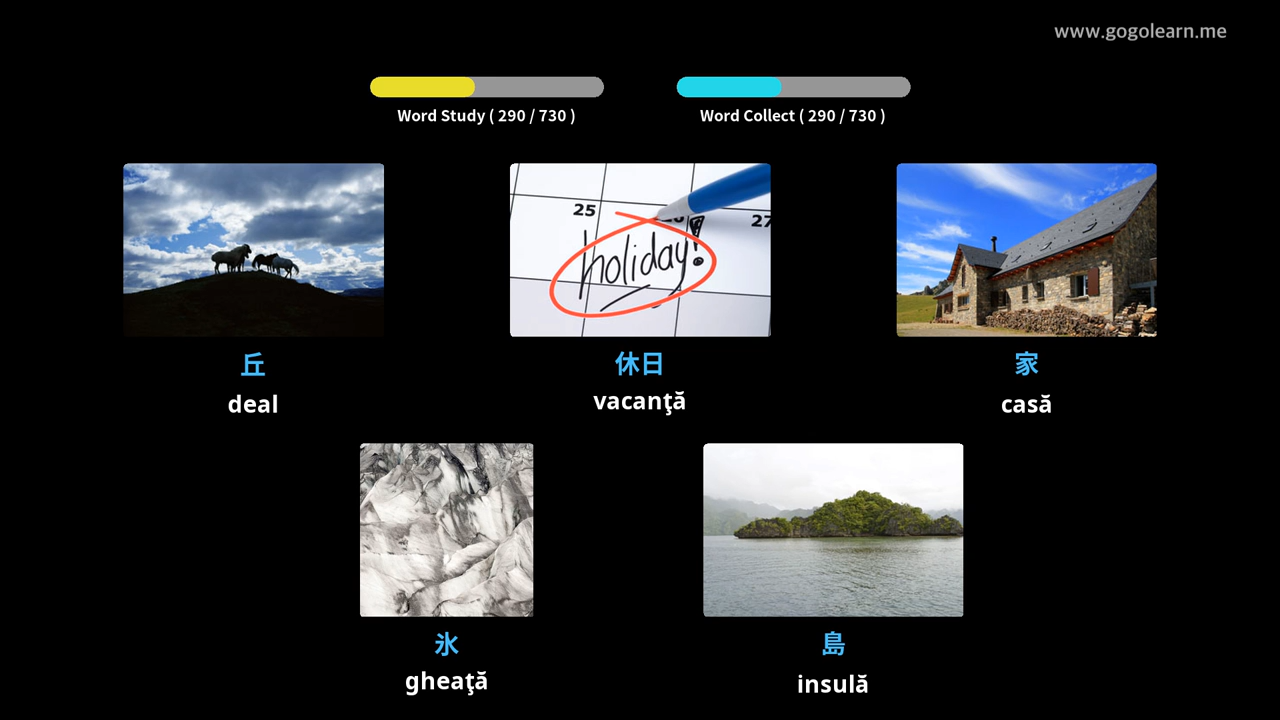 www.gogolearn.me
Word Study ( 290 / 730 )
Word Collect ( 290 / 730 )
25
27
holiday!
丘
休日
家
deal
vacanţă
casă
氷
島
gheaţă
insulă